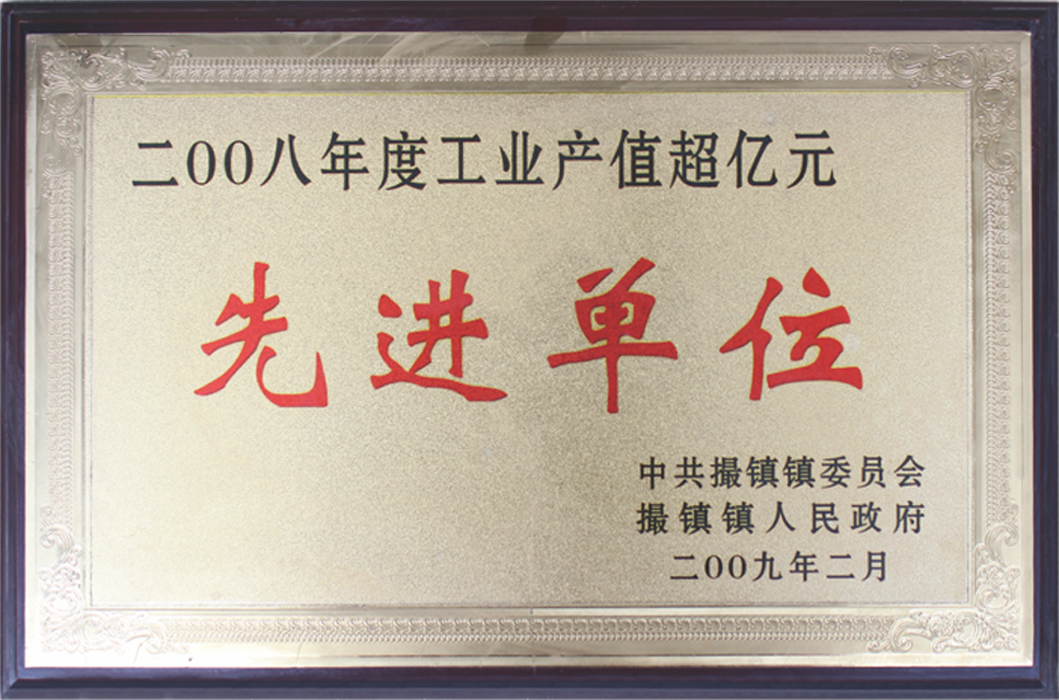 二00八年度工业产值超亿元
先进单位
中共撮镇镇委员会
撮镇镇人民政府
二00九年二月